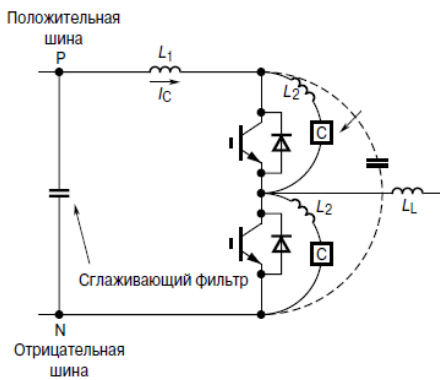 Положительная
шина
P
L1
IC
L2
C
LL
L2
C
Сглаживающий фильтр
N
Отрицательная
шина